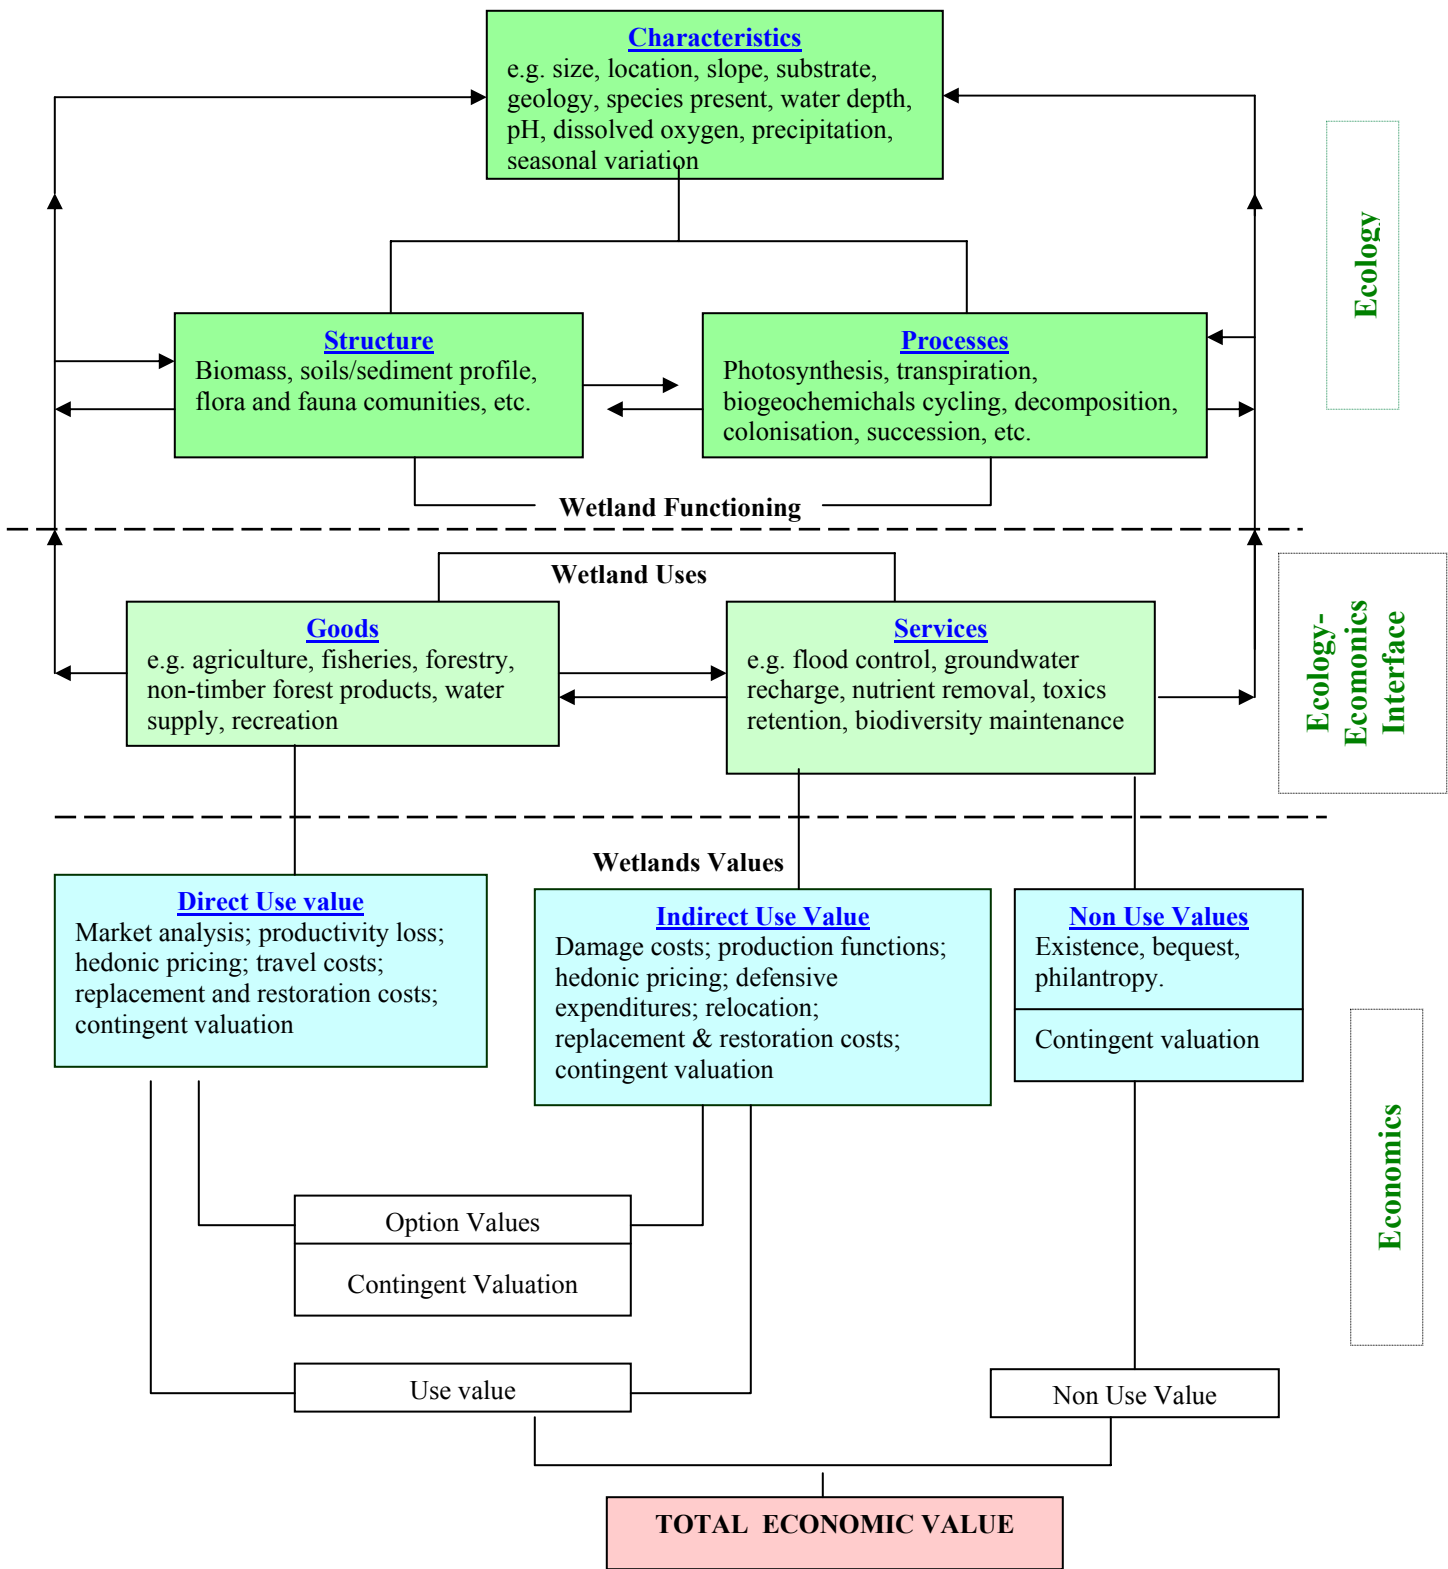 Characteristics
e.g. size, location, slope, substrate,
geology, species present, water depth,
pH, dissolved oxygen, precipitation,
seasonal variation
Ecology
Structure
Biomass, soils/sediment profile,
flora and fauna comunities, etc.
Processes
Photosynthesis, transpiration,
biogeochemichals cycling, decomposition,
colonisation, succession, etc.
Wetland Functioning
Wetland Uses
Goods
e.g. agriculture, fisheries, forestry,
non-timber forest products, water
supply, recreation
Services
e.g. flood control, groundwater
recharge, nutrient removal, toxics
retention, biodiversity maintenance
Ecology-
Ecomonics
Interface
Wetlands Values
Direct Use value
Market analysis; productivity loss;
hedonic pricing; travel costs;
replacement and restoration costs;
contingent valuation
Indirect Use Value
Damage costs; production functions;
hedonic pricing; defensive
expenditures; relocation;
replacement & restoration costs;
contingent valuation
Non Use Values
Existence, bequest,
philantropy.
Contingent valuation
Economics
Option Values
Contingent Valuation
Use value
Non Use Value
TOTAL ECONOMIC VALUE